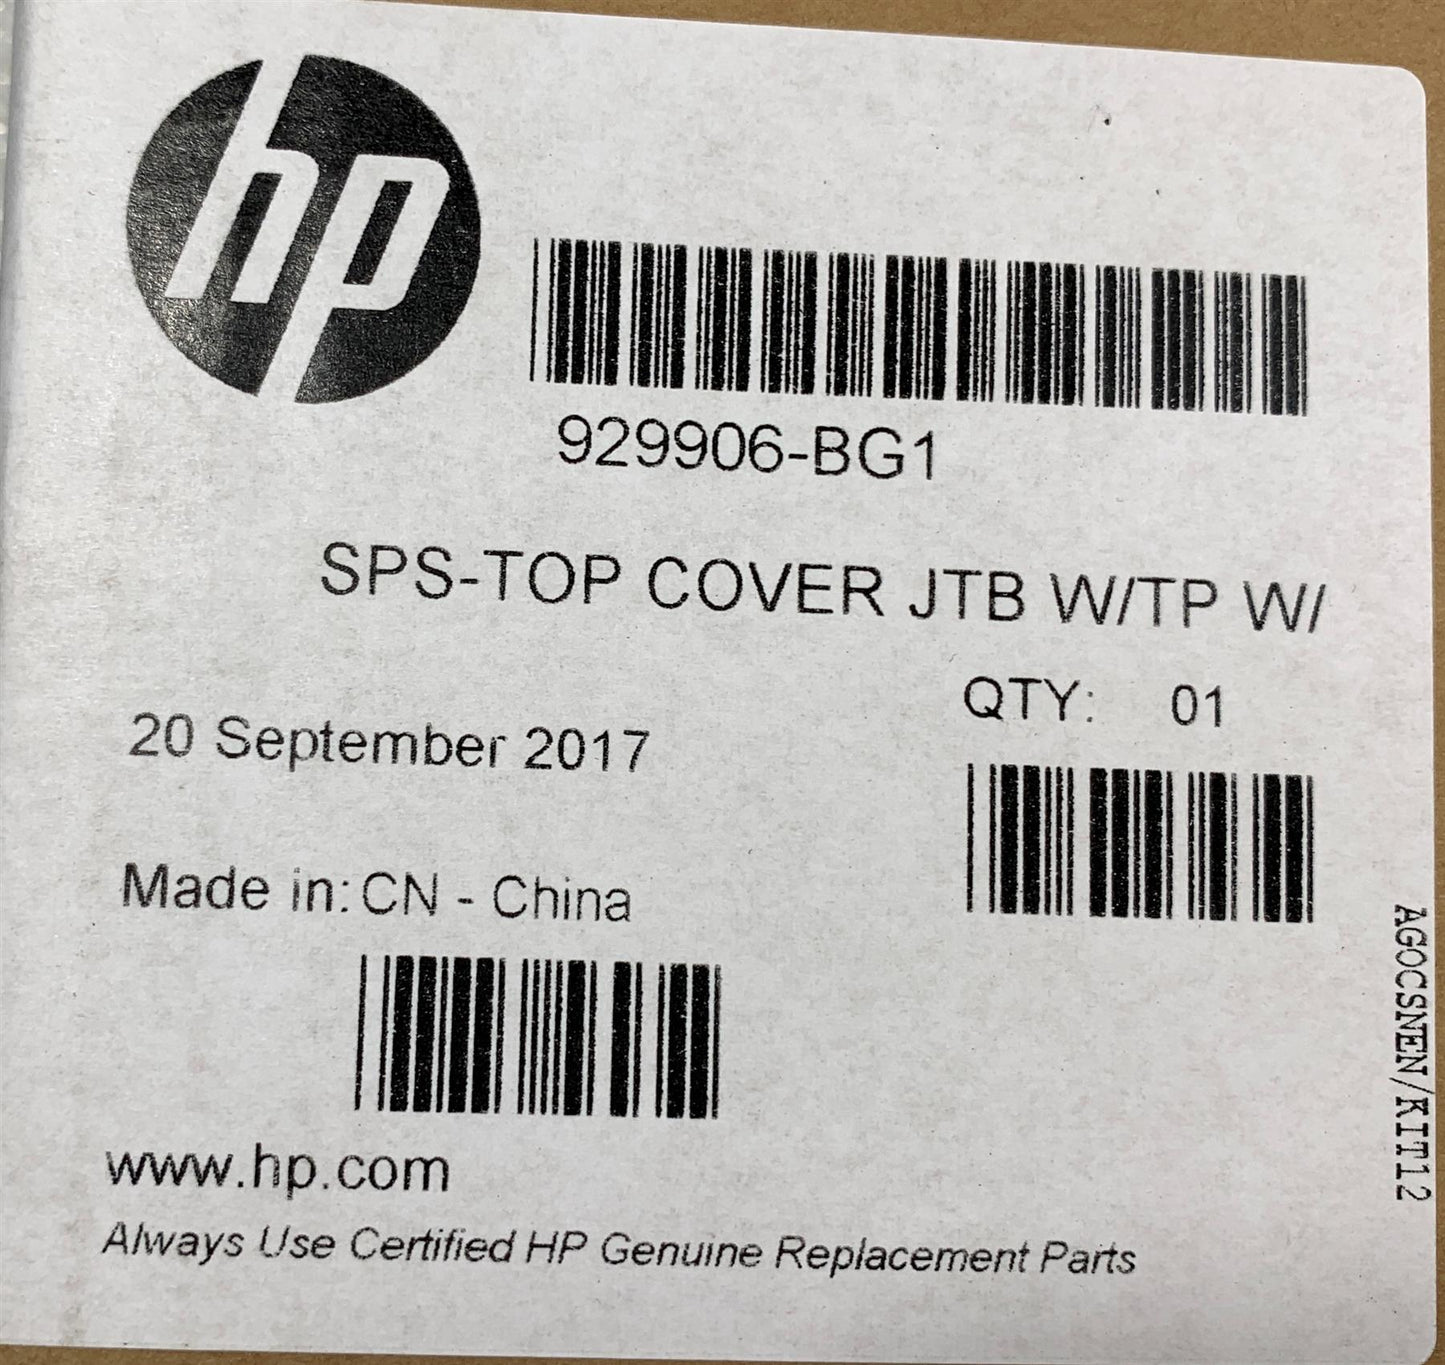 hp
929906-BG1
SPS-TOP COVER JTB W/TP W/
QTY: 01
20 September 2017
Made in: CN - China
www.hp.com
Always Use Certified HP Genuine Replacement Parts
AGOCSNEN/KIT12